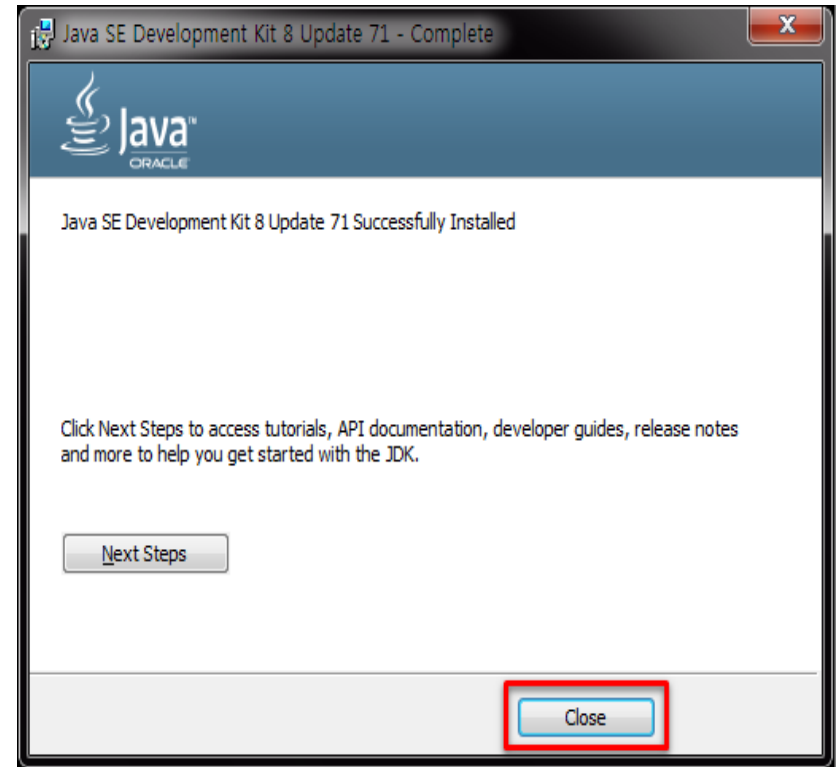 Java SE Development Kit 8 Update 71 - Complete
Java™
ORACLE
Java SE Development Kit 8 Update 71 Successfully Installed
Click Next Steps to access tutorials, API documentation, developer guides, release notes
and more to help you get started with the JDK.
Next Steps
Close